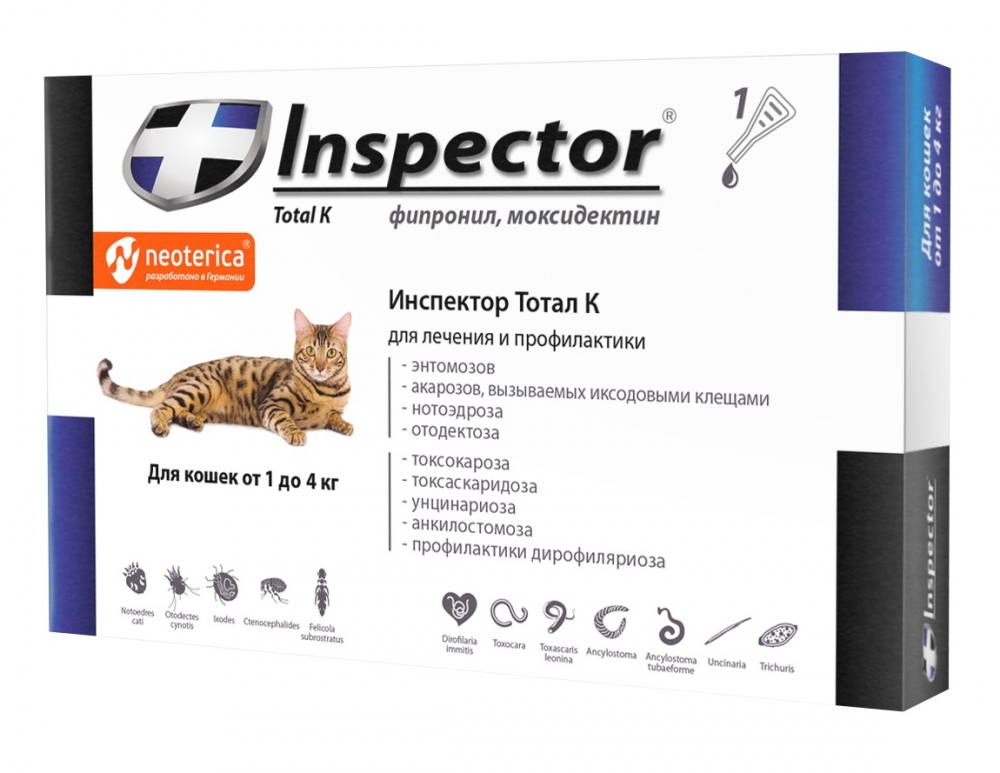 Inspector®
Total K
фипронил, моксидектин
1
neoterica®
разработано в Германии
Инспектор Тотал К
для лечения и профилактики
- энтомозов
- акарозов, вызываемых иксодовыми клещами
- нотоэдроза
- отодектоза
- токсокароза
- токсаскаридоза
- унцинариоза
- анкилостомоза
- профилактики дирофиляриоза
Для кошек от 1 до 4 кг
Notoedres cati
Otodectes cynotis
Ixodes
Ctenocephalides
Felicola subrostratus
Dirofilaria immitis
Toxocara
Toxascaris leonina
Ancylostoma
Ancylostoma tubaeforme
Uncinaria
Trichuris
Для кошек
от 1 до 4 кг
Inspector®